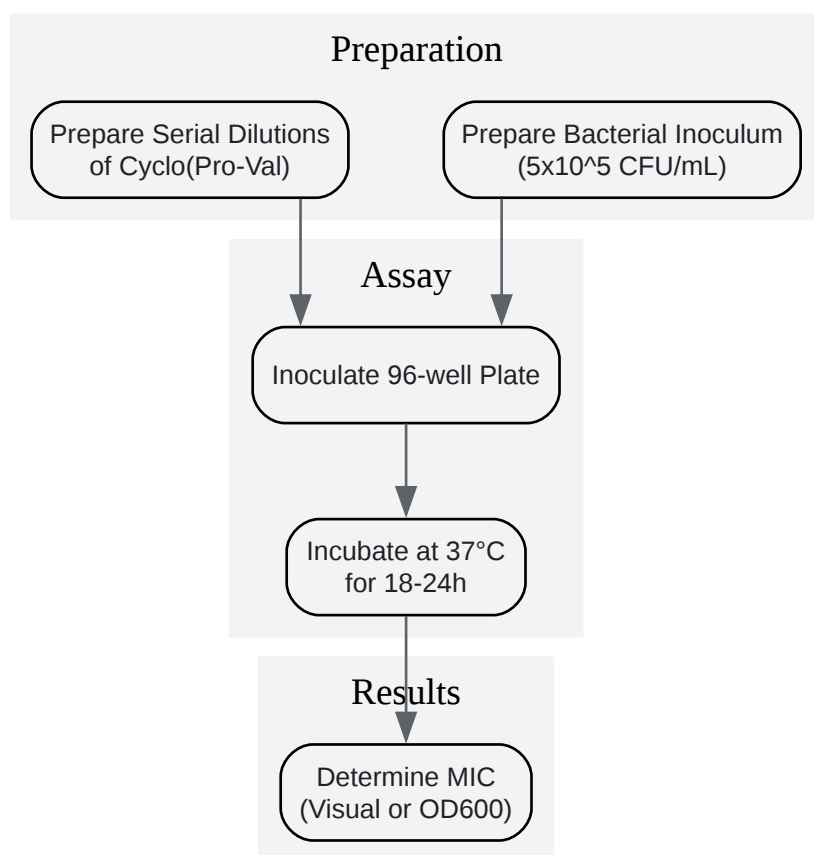 Preparation
Prepare Serial Dilutions
of Cyclo(Pro-Val)
Prepare Bacterial Inoculum
(5x10^5 CFU/mL)
Assay
Inoculate 96-well Plate
Incubate at 37°C
for 18-24h
Results
Determine MIC
(Visual or OD600)